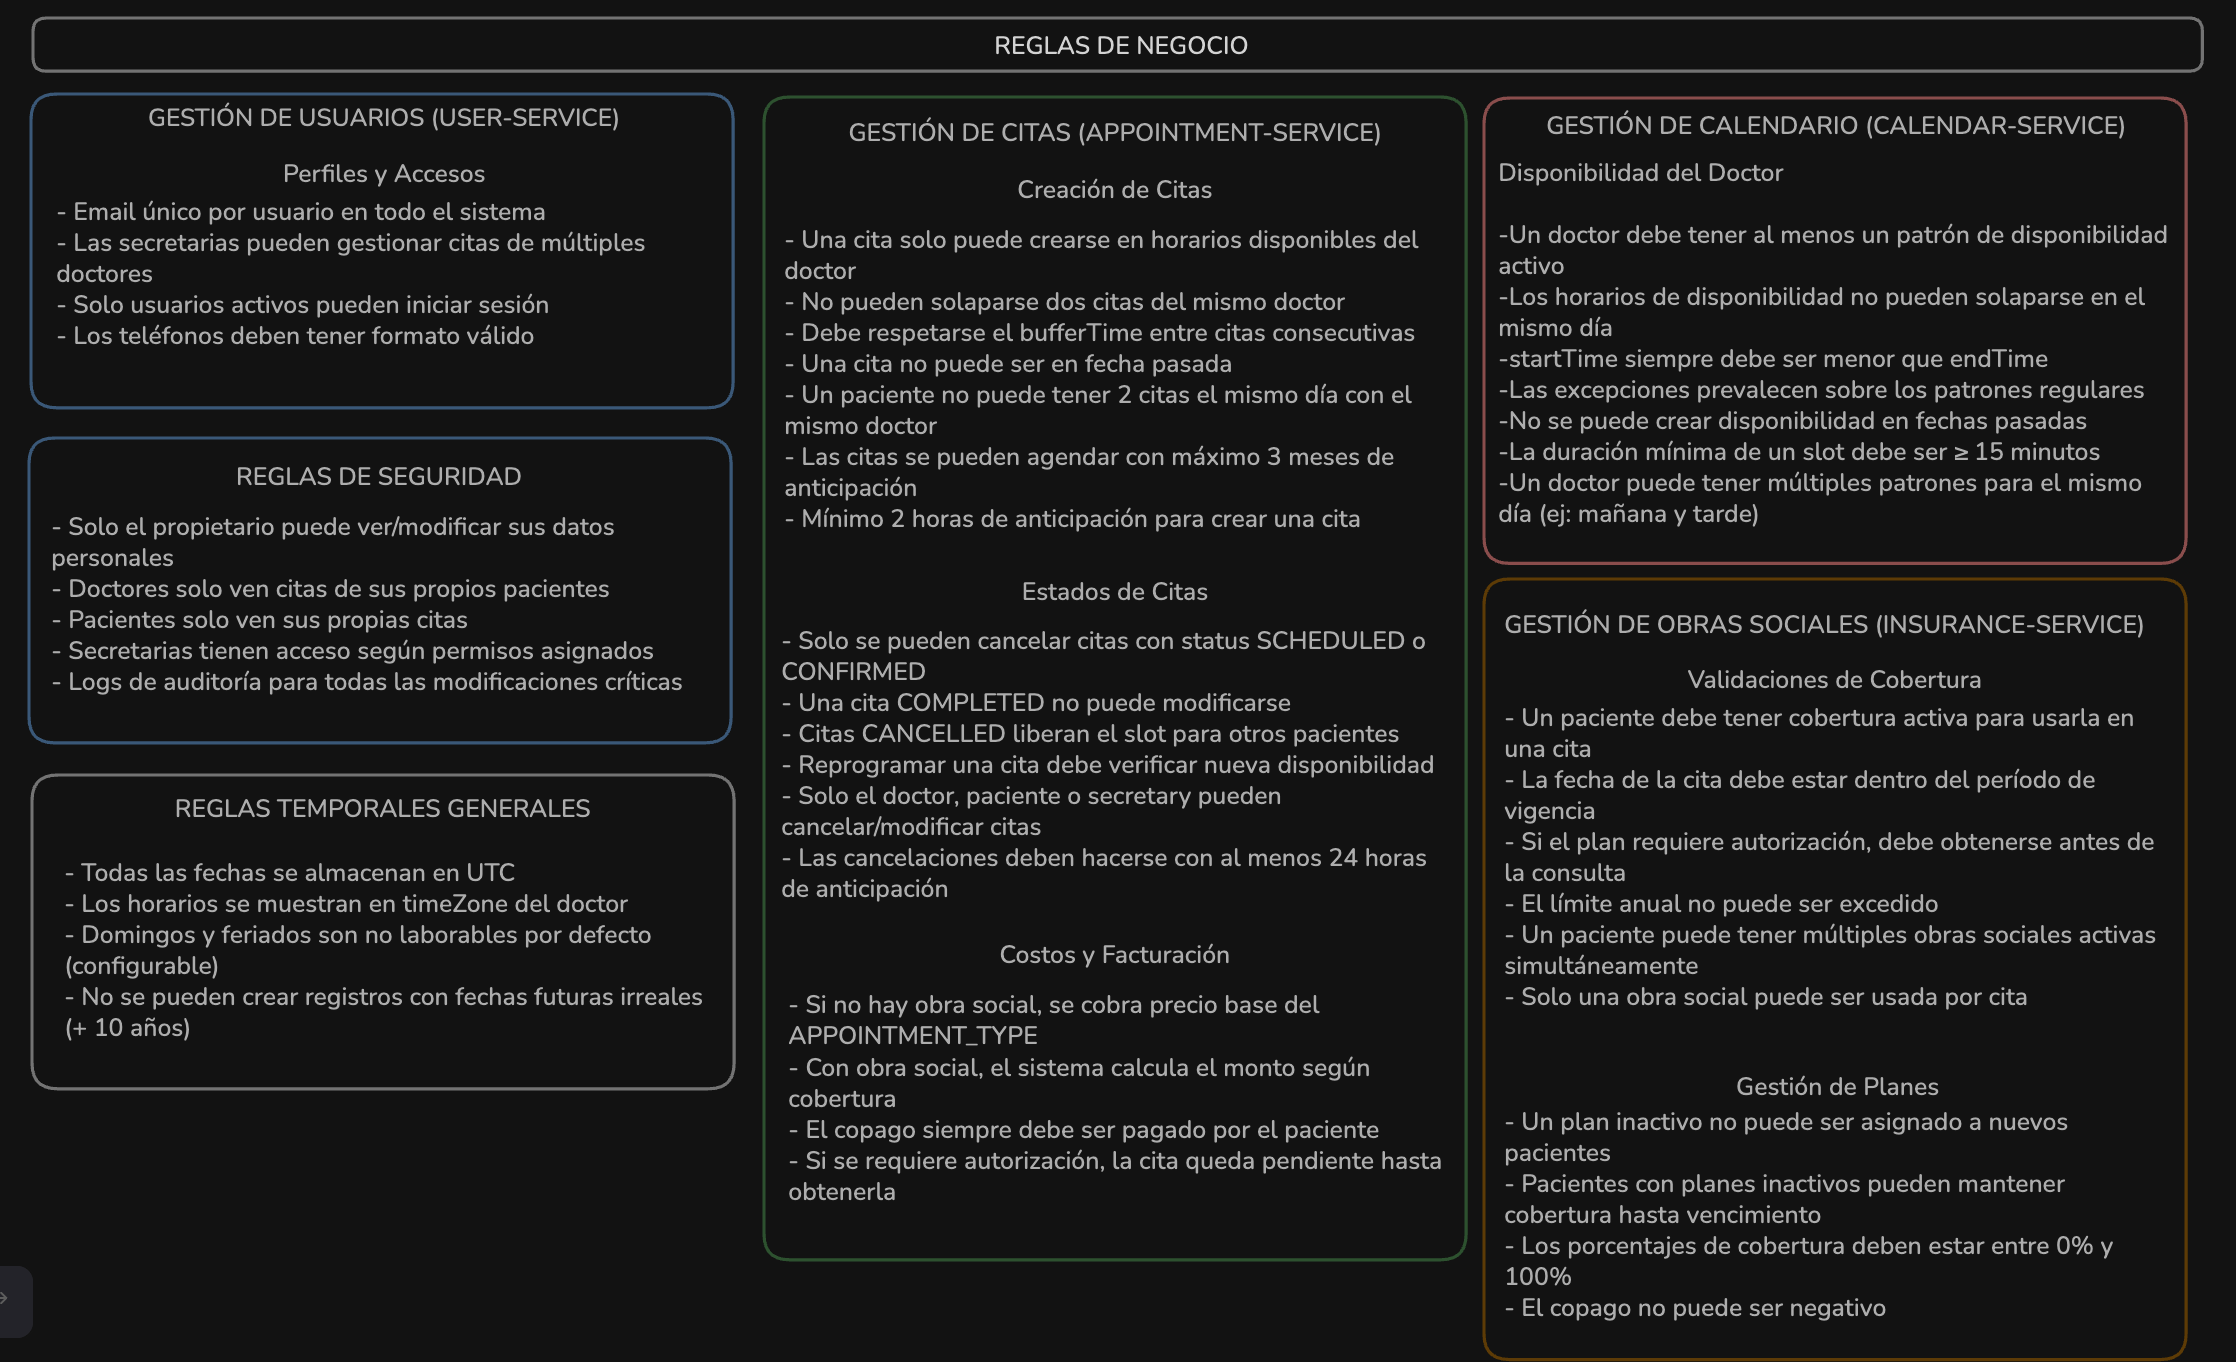 REGLAS DE NEGOCIO
GESTIÓN DE USUARIOS (USER-SERVICE)
Perfiles y Accesos
- Email único por usuario en todo el sistema
- Las secretarias pueden gestionar citas de múltiples
doctores
- Solo usuarios activos pueden iniciar sesión
- Los teléfonos deben tener formato válido
REGLAS DE SEGURIDAD
- Solo el propietario puede ver/modificar sus datos
personales
- Doctores solo ven citas de sus propios pacientes
- Pacientes solo ven sus propias citas
- Secretarias tienen acceso según permisos asignados
- Logs de auditoría para todas las modificaciones críticas
REGLAS TEMPORALES GENERALES
- Todas las fechas se almacenan en UTC
- Los horarios se muestran en timeZone del doctor
- Domingos y feriados son no laborables por defecto
(configurable)
- No se pueden crear registros con fechas futuras irreales
(+ 10 años)
GESTIÓN DE CITAS (APPOINTMENT-SERVICE)
Creación de Citas
- Una cita solo puede crearse en horarios disponibles del
doctor
- No pueden solaparse dos citas del mismo doctor
- Debe respetarse el bufferTime entre citas consecutivas
- Una cita no puede ser en fecha pasada
- Un paciente no puede tener 2 citas el mismo día con el
mismo doctor
- Las citas se pueden agendar con máximo 3 meses de
anticipación
- Mínimo 2 horas de anticipación para crear una cita
Estados de Citas
- Solo se pueden cancelar citas con status SCHEDULED o
CONFIRMED
- Una cita COMPLETED no puede modificarse
- Citas CANCELLED liberan el slot para otros pacientes
- Reprogramar una cita debe verificar nueva disponibilidad
- Solo el doctor, paciente o secretary pueden
cancelar/modificar citas
- Las cancelaciones deben hacerse con al menos 24 horas
de anticipación
Costos y Facturación
- Si no hay obra social, se cobra precio base del
APPOINTMENT_TYPE
- Con obra social, el sistema calcula el monto según
cobertura
- El copago siempre debe ser pagado por el paciente
- Si se requiere autorización, la cita queda pendiente hasta
obtenerla
GESTIÓN DE CALENDARIO (CALENDAR-SERVICE)
Disponibilidad del Doctor
-Un doctor debe tener al menos un patrón de disponibilidad
activo
-Los horarios de disponibilidad no pueden solaparse en el
mismo día
-startTime siempre debe ser menor que endTime
-Las excepciones prevalecen sobre los patrones regulares
-No se puede crear disponibilidad en fechas pasadas
-La duración mínima de un slot debe ser ≥ 15 minutos
-Un doctor puede tener múltiples patrones para el mismo
día (ej: mañana y tarde)
GESTIÓN DE OBRAS SOCIALES (INSURANCE-SERVICE)
Validaciones de Cobertura
- Un paciente debe tener cobertura activa para usarla en
una cita
- La fecha de la cita debe estar dentro del período de
vigencia
- Si el plan requiere autorización, debe obtenerse antes de
la consulta
- El límite anual no puede ser excedido
- Un paciente puede tener múltiples obras sociales activas
simultáneamente
- Solo una obra social puede ser usada por cita
Gestión de Planes
- Un plan inactivo no puede ser asignado a nuevos
pacientes
- Pacientes con planes inactivos pueden mantener
cobertura hasta vencimiento
- Los porcentajes de cobertura deben estar entre 0% y
100%
- El copago no puede ser negativo